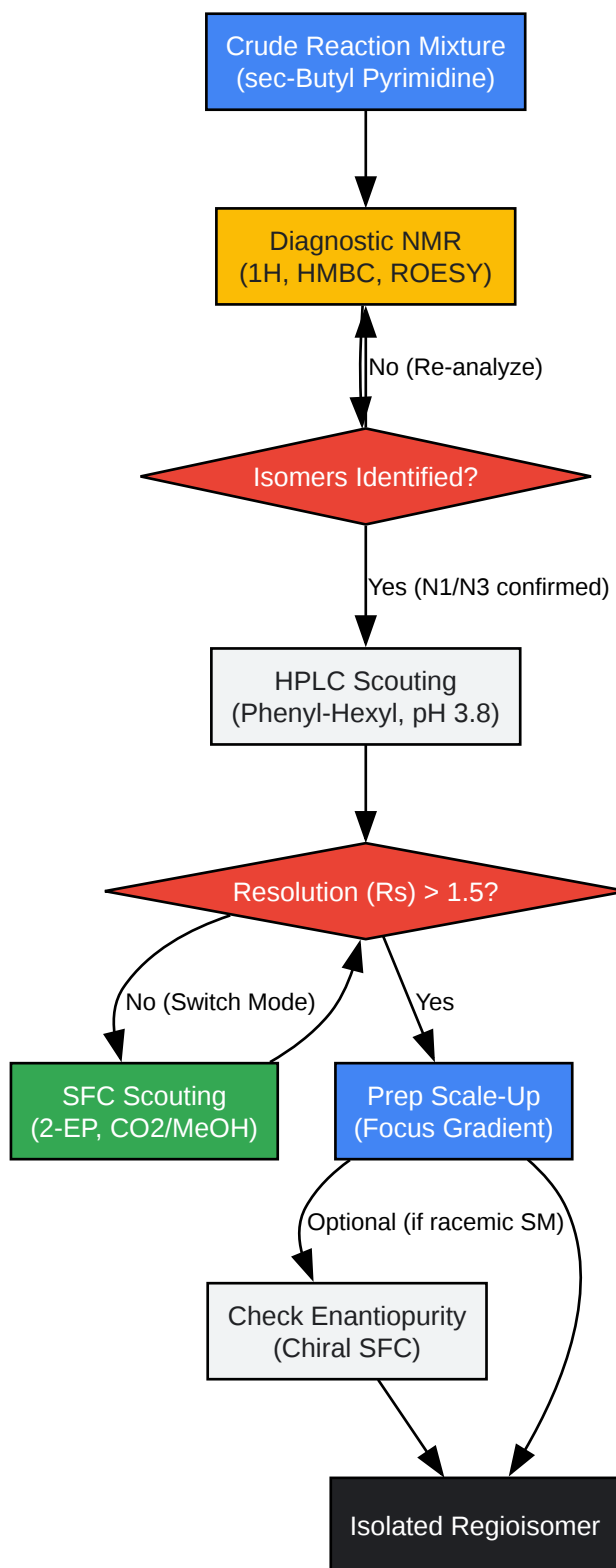 Crude Reaction Mixture
(sec-Butyl Pyrimidine)
Diagnostic NMR
(1H, HMBC, ROESY)
No (Re-analyze)
Isomers Identified?
Yes (N1/N3 confirmed)
HPLC Scouting
(Phenyl-Hexyl, pH 3.8)
Resolution (Rs) > 1.5?
No (Switch Mode)
Yes
SFC Scouting
(2-EP, CO2/MeOH)
Prep Scale-Up
(Focus Gradient)
Optional (if racemic SM)
Check Enantiopurity
(Chiral SFC)
Isolated Regioisomer